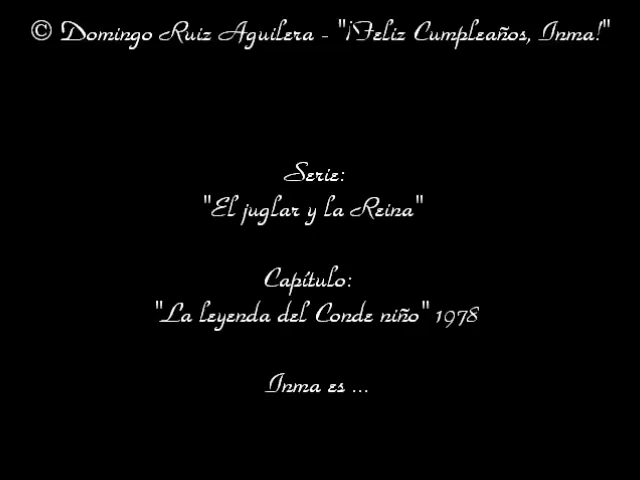 © Domingo Ruiz Aguilera - "¡Feliz Cumpleaños, Inma!"
Serie:
"El juglar y la Reina"
Capítulo:
"La leyenda del Conde niño" 1978
Inma es ...